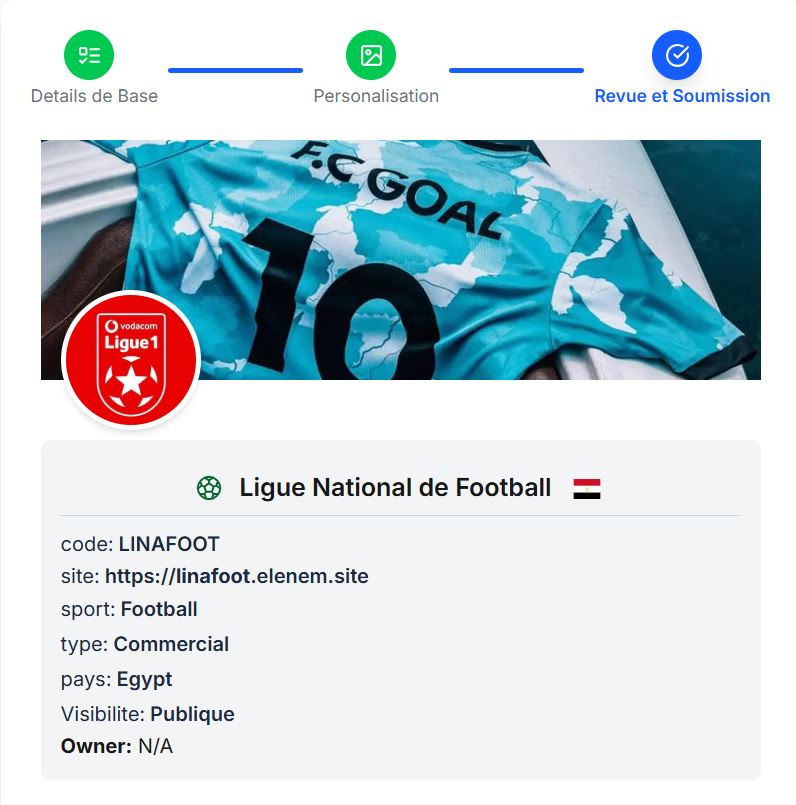 Details de Base
Personalisation
Revue et Soumission
F.C GOAL
10
vodacom
Ligue 1
Ligue National de Football
code: LINAFOOT
site: https://linafoot.elenem.site
sport: Football
type: Commercial
pays: Egypt
Visibilite: Publique
Owner: N/A